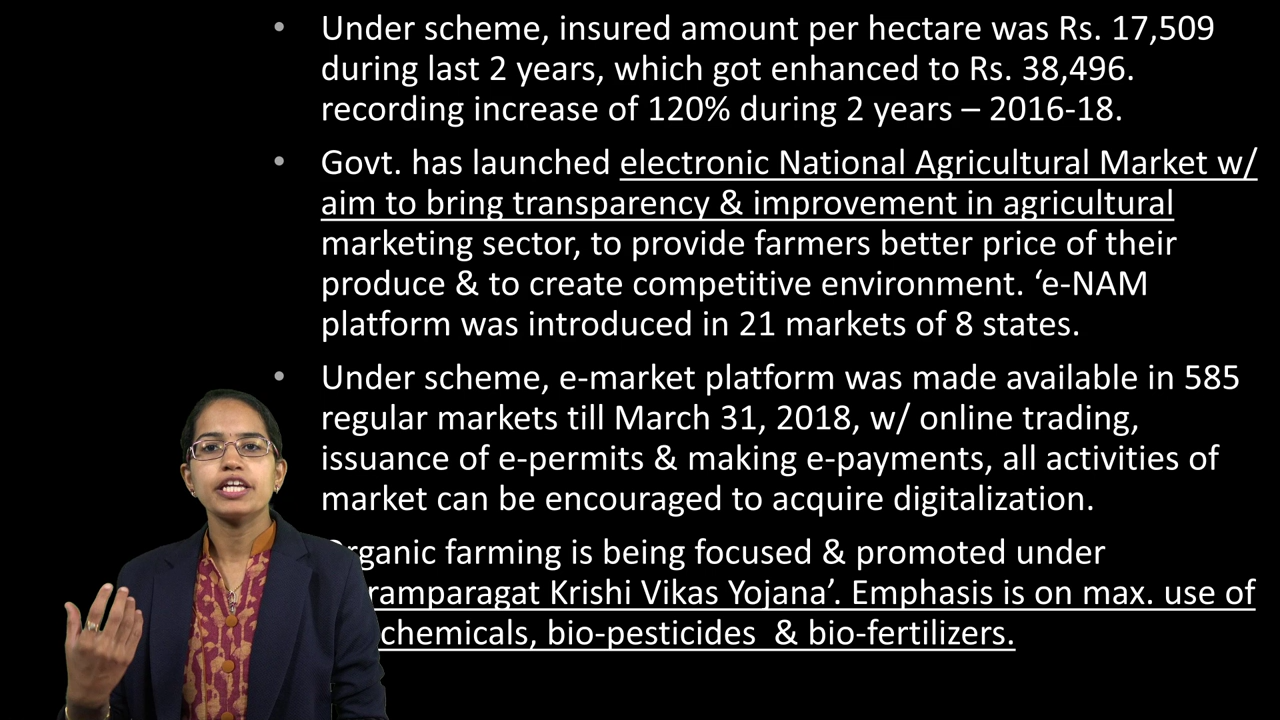 • Under scheme, insured amount per hectare was Rs. 17,509
during last 2 years, which got enhanced to Rs. 38,496.
recording increase of 120% during 2 years – 2016-18.
• Govt. has launched electronic National Agricultural Market w/
aim to bring transparency & improvement in agricultural
marketing sector, to provide farmers better price of their
produce & to create competitive environment. ‘e-NAM
platform was introduced in 21 markets of 8 states.
• Under scheme, e-market platform was made available in 585
regular markets till March 31, 2018, w/ online trading,
issuance of e-permits & making e-payments, all activities of
market can be encouraged to acquire digitalization.
Organic farming is being focused & promoted under
ramparagat Krishi Vikas Yojana’. Emphasis is on max. use of
chemicals, bio-pesticides & bio-fertilizers.